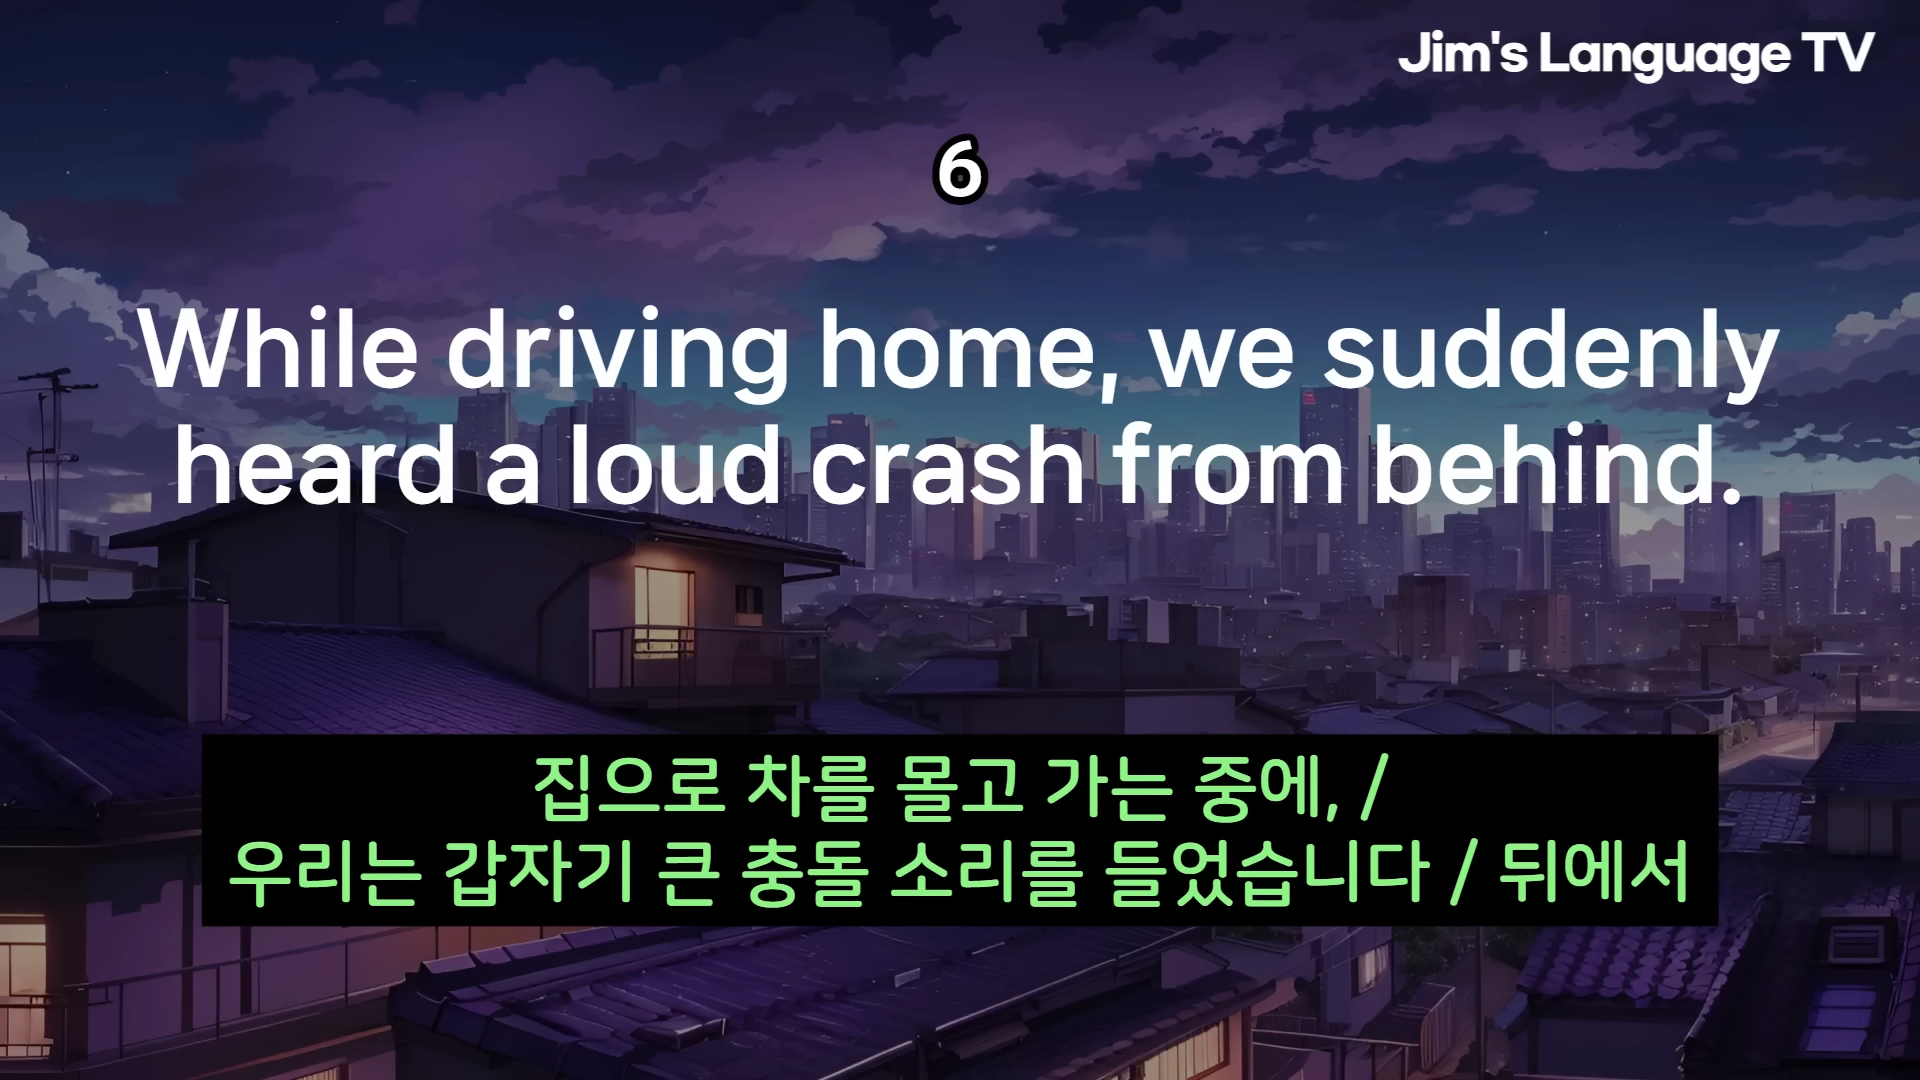 Jim's Language TV
6
While driving home, we suddenly
heard a loud crash from behind.
집으로 차를 몰고 가는 중에, /
우리는 갑자기 큰 충돌 소리를 들었습니다 / 뒤에서